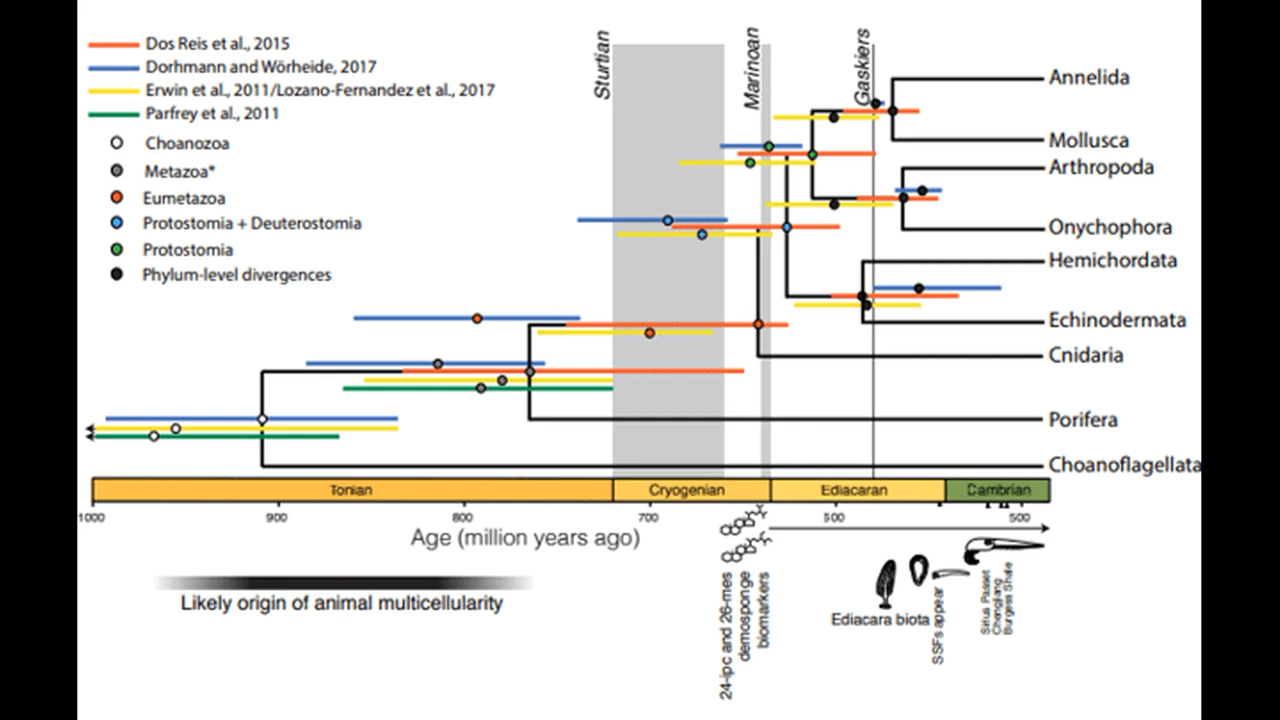 Dos Reis et al., 2015
Dorhmann and Wörheide, 2017
Erwin et al., 2011/Lozano-Fernandez et al., 2017
Parfrey et al., 2011
Choanozoa
Metazoa*
Eumetazoa
Protostomia + Deuterostomia
Protostomia
Phylum-level divergences
Sturtian
Marinoan
Gaskiers
Annelida
Mollusca
Arthropoda
Onychophora
Hemichordata
Echinodermata
Cnidaria
Porifera
Choanoflagellata
Tonian
Cryogenian
Ediacaran
Cambrian
1000
900
800
700
500
500
Age (million years ago)
Likely origin of animal multicellularity
24-ipc and 26-mes
demosponge
biomarkers
Ediacara biota
SSFs appear
Sirius Passet
Chengjiang
Burgess Shale